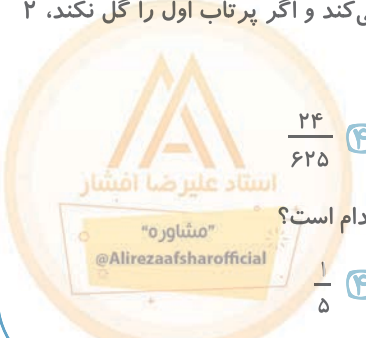 می‌کند و اگر پرتاب اول را گل نکند، ۲
۴) ۲۴/۶۲۵
استاد علیرضا افشار
کدام است؟
"مشاوره"
@Alirezaafsharofficial
۴) ۱/۵